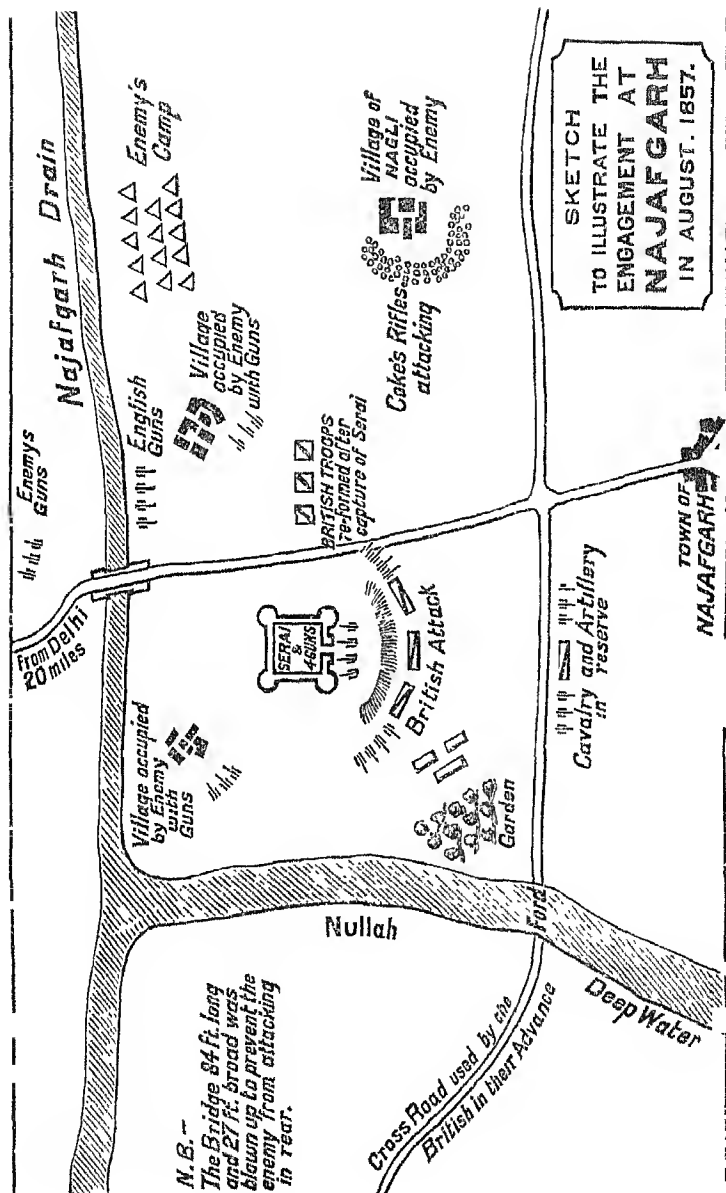 SKETCH
TO ILLUSTRATE THE
ENGAGEMENT AT
NAJAFGARH
IN AUGUST. 1857.
Najafgarh Drain
Enemys
Guns
English
Guns
Enemy's
Camp
Village
occupied
by Enemy
with Guns
Village of
NAGLI
occupied
by Enemy
Coke's Rifles
attacking
BRITISH TROOPS
re-formed after
capture of Serai
From Delhi
20 miles
SERAI
&
4GUNS
British Attack
Village occupied
by Enemy
with
Guns
Garden
Cavalry and Artillery
in reserve
TOWN OF
NAJAFGARH
Nullah
Ford
Deep Water
Cross Road used by the
British in their Advance
N.B.-
The Bridge 84 ft. long
and 27 ft. broad was
blown up to prevent the
enemy from attacking
in rear.